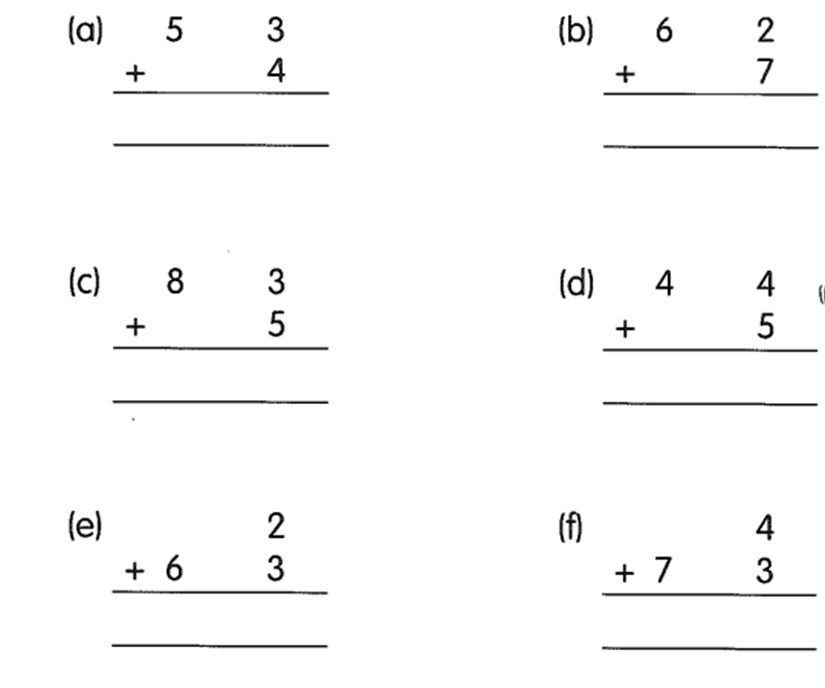 (a) 5 3 (b) 6 2
+ 4 + 7
(c) 8 3 (d) 4 4
+ 5 + 5
(e) 2 (f) 4
+ 6 3 + 7 3